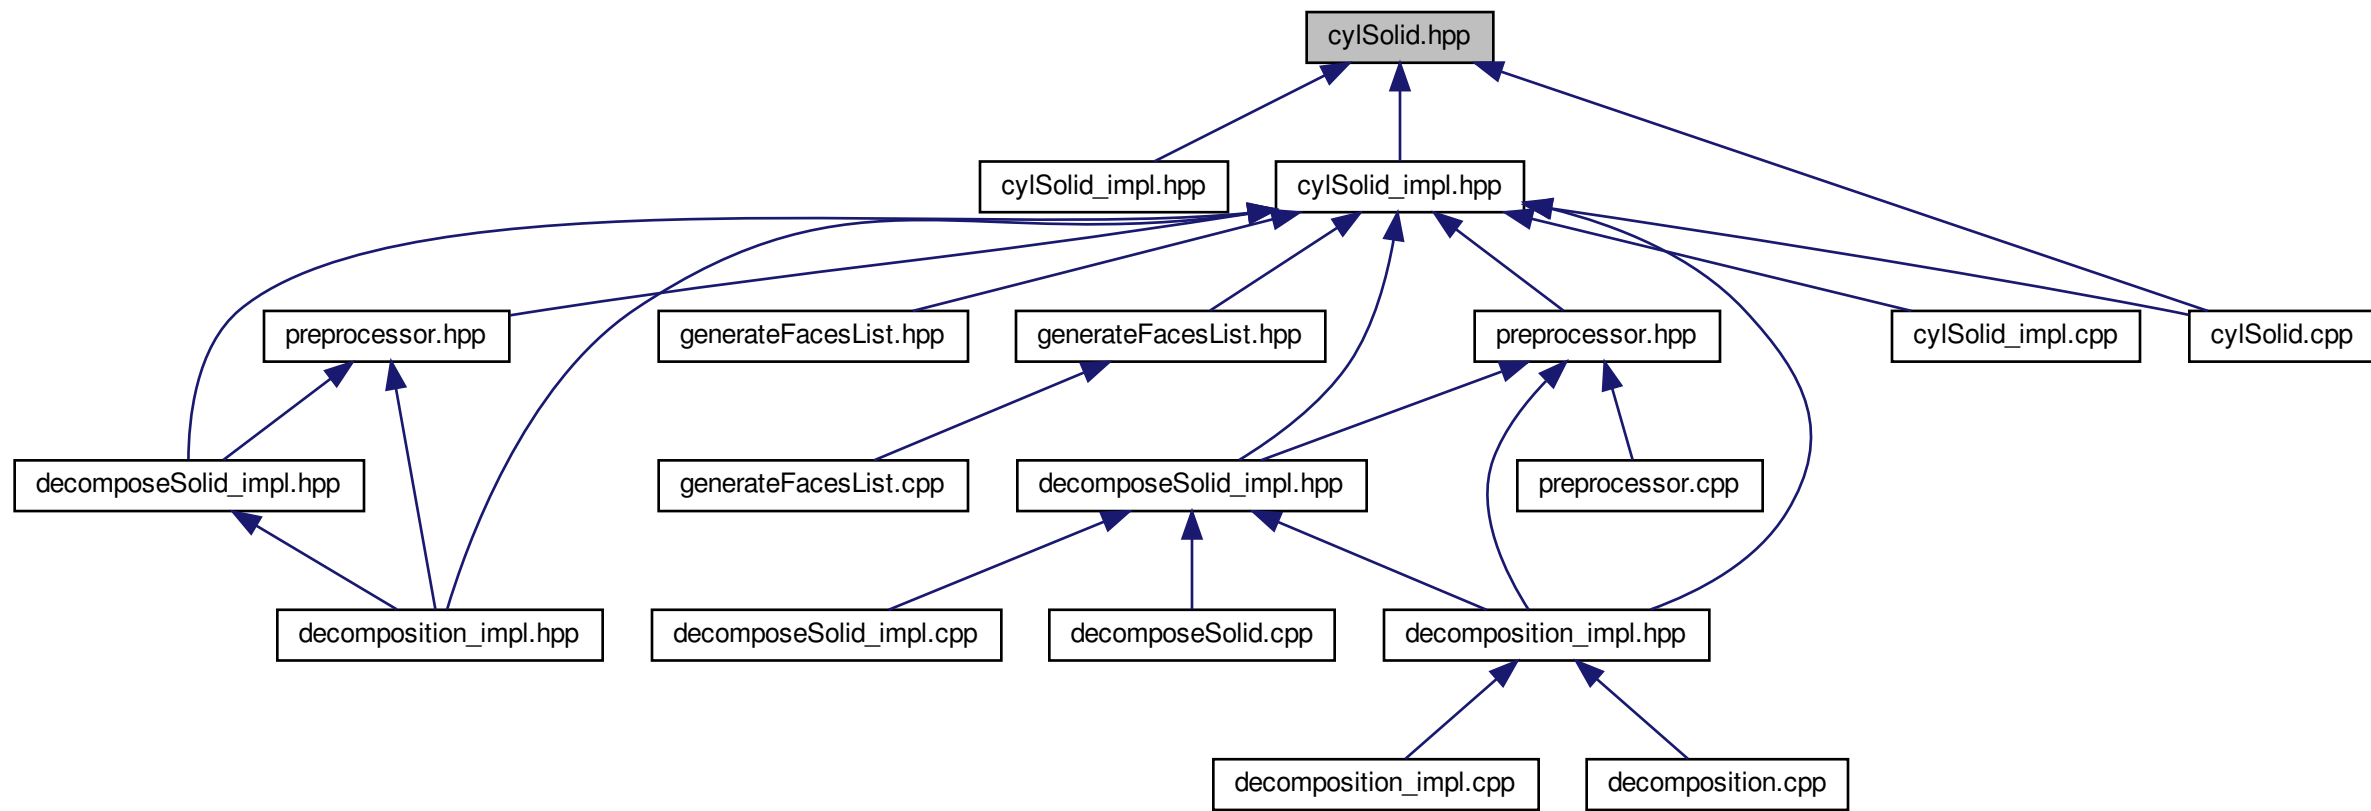 cylSolid.hpp
cylSolid_impl.hpp
cylSolid_impl.hpp
preprocessor.hpp
generateFacesList.hpp
generateFacesList.hpp
preprocessor.hpp
cylSolid_impl.cpp
cylSolid.cpp
decomposeSolid_impl.hpp
generateFacesList.cpp
decomposeSolid_impl.hpp
preprocessor.cpp
decomposition_impl.hpp
decomposeSolid_impl.cpp
decomposeSolid.cpp
decomposition_impl.hpp
decomposition_impl.cpp
decomposition.cpp